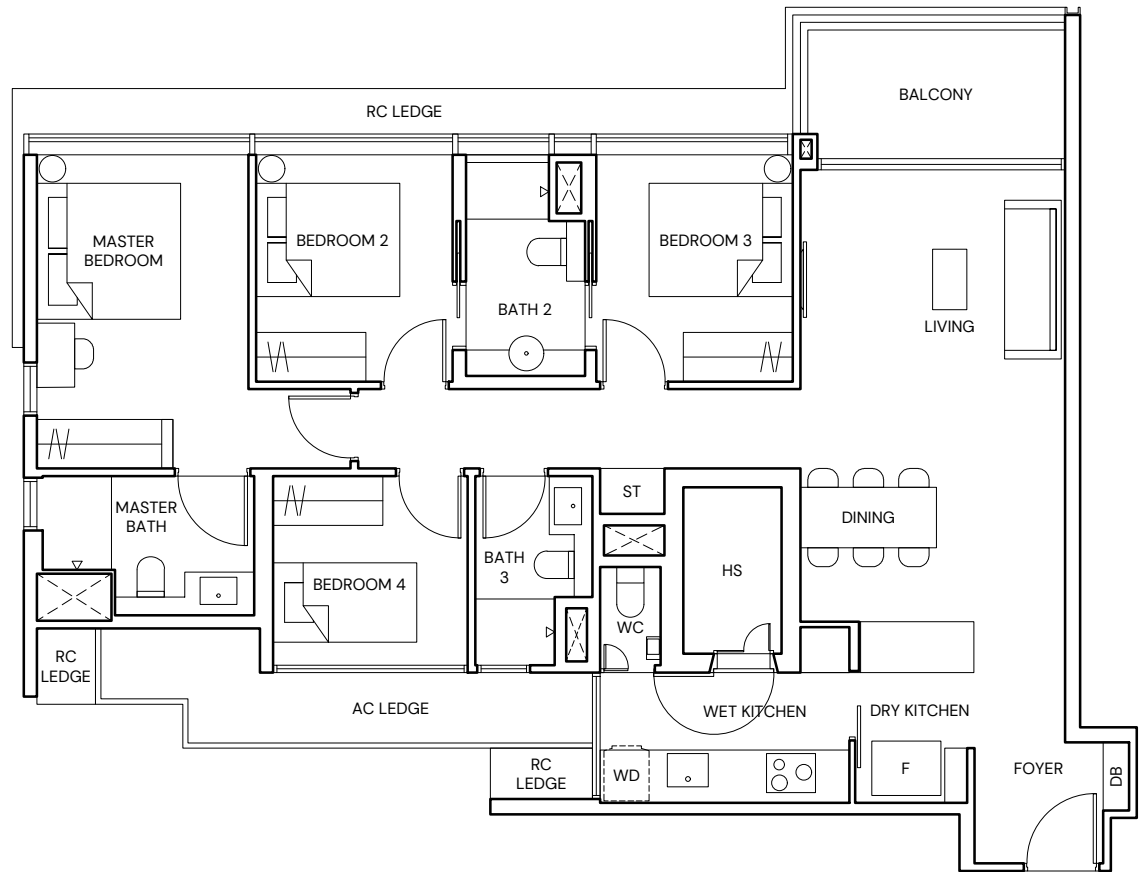 BALCONY
RC LEDGE
MASTER
BEDROOM
BEDROOM 2
BEDROOM 3
BATH 2
LIVING
MASTER
BATH
ST
DINING
BATH
3
BEDROOM 4
HS
WC
RC
LEDGE
AC LEDGE
WET KITCHEN
DRY KITCHEN
RC
LEDGE
WD
F
FOYER
DB